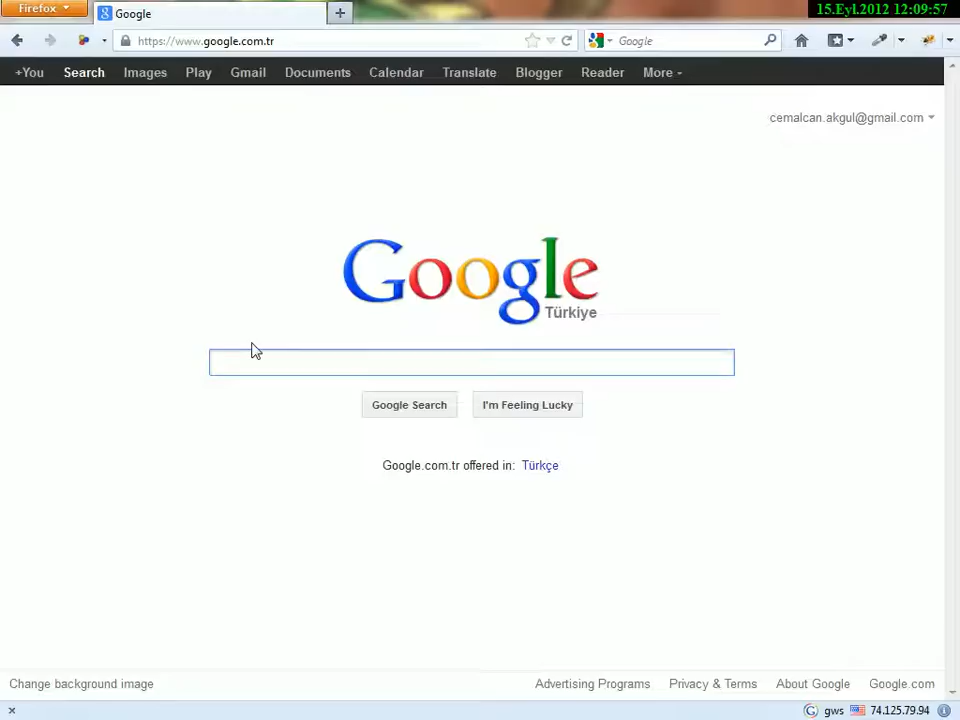 Firefox
Google
15.Eyl.2012 12:09:57
https://www.google.com.tr
Google
+You Search Images Play Gmail Documents Calendar Translate Blogger Reader More
cemalcan.akgul@gmail.com
Google
Türkiye
Google Search I'm Feeling Lucky
Google.com.tr offered in: Türkçe
Change background image Advertising Programs Privacy & Terms About Google Google.com
gws 74.125.79.94